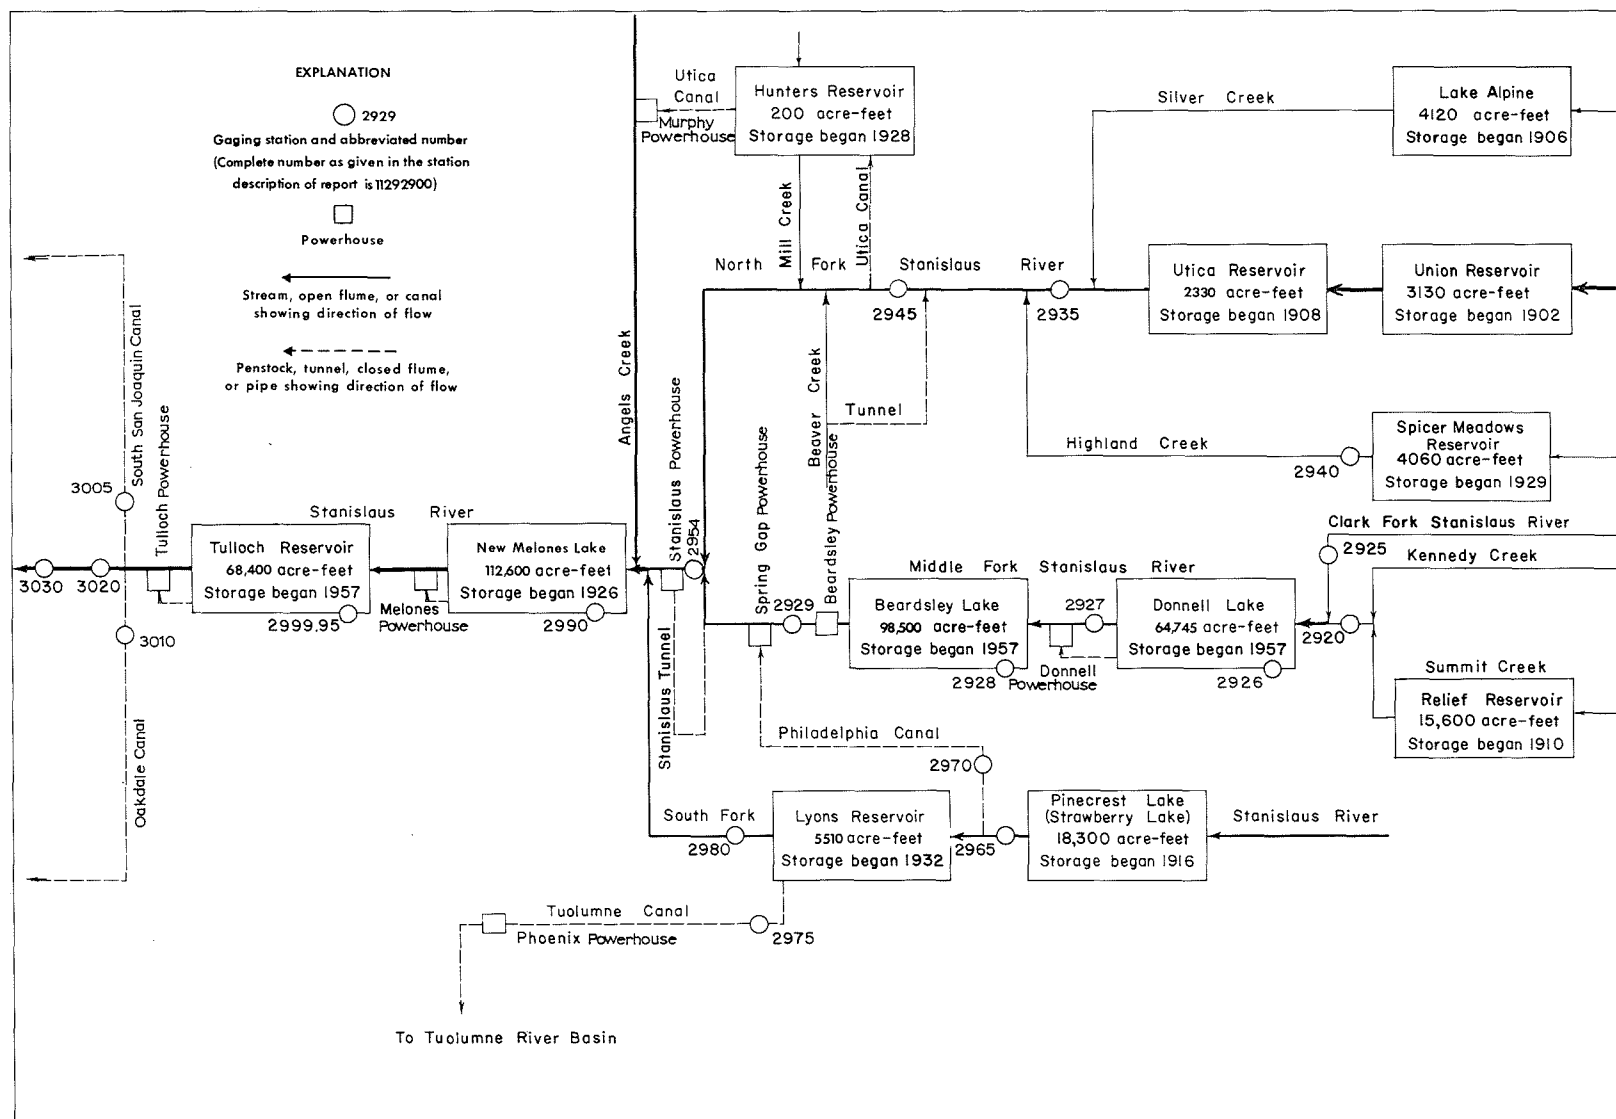 EXPLANATION
2929
Gaging station and abbreviated number
(Complete number as given in the station
description of report is 11292900)
Powerhouse
Stream, open flume, or canal
showing direction of flow
Penstock, tunnel, closed flume,
or pipe showing direction of flow
Utica
Canal
Murphy
Powerhouse
Hunters Reservoir
200 acre-feet
Storage began 1928
Silver Creek
Lake Alpine
4120 acre-feet
Storage began 1906
Mill Creek
Utica Canal
North Fork Stanislaus River
2945
2935
Utica Reservoir
2330 acre-feet
Storage began 1908
Union Reservoir
3130 acre-feet
Storage began 1902
Angels Creek
Beaver Creek
Tunnel
Highland Creek
2940
Spicer Meadows
Reservoir
4060 acre-feet
Storage began 1929
South San Joaquin Canal
3005
Tulloch Powerhouse
Stanislaus River
Tulloch Reservoir
68,400 acre-feet
Storage began 1957
2999.95
Melones
Powerhouse
New Melones Lake
112,600 acre-feet
Storage began 1926
2990
Stanislaus Powerhouse
2954
Spring Gap Powerhouse
2929
Beardsley Powerhouse
Middle Fork Stanislaus River
Beardsley Lake
98,500 acre-feet
Storage began 1957
2928
2927
Donnell
Powerhouse
Donnell Lake
64,745 acre-feet
Storage began 1957
2926
Clark Fork Stanislaus River
2925
Kennedy Creek
2920
Summit Creek
Relief Reservoir
15,600 acre-feet
Storage began 1910
3030
3020
3010
Oakdale Canal
Stanislaus Tunnel
Philadelphia Canal
2970
South Fork
2980
Lyons Reservoir
5510 acre-feet
Storage began 1932
2965
Pinecrest Lake
(Strawberry Lake)
18,300 acre-feet
Storage began 1916
Stanislaus River
Tuolumne Canal
Phoenix Powerhouse
2975
To Tuolumne River Basin